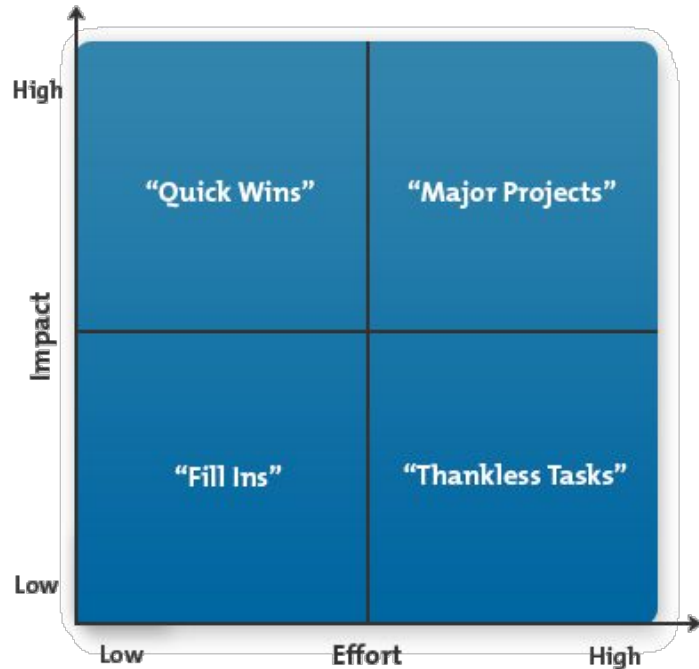 High
“Quick Wins” “Major Projects”
Impact
“Fill Ins” “Thankless Tasks”
Low
Low Effort High